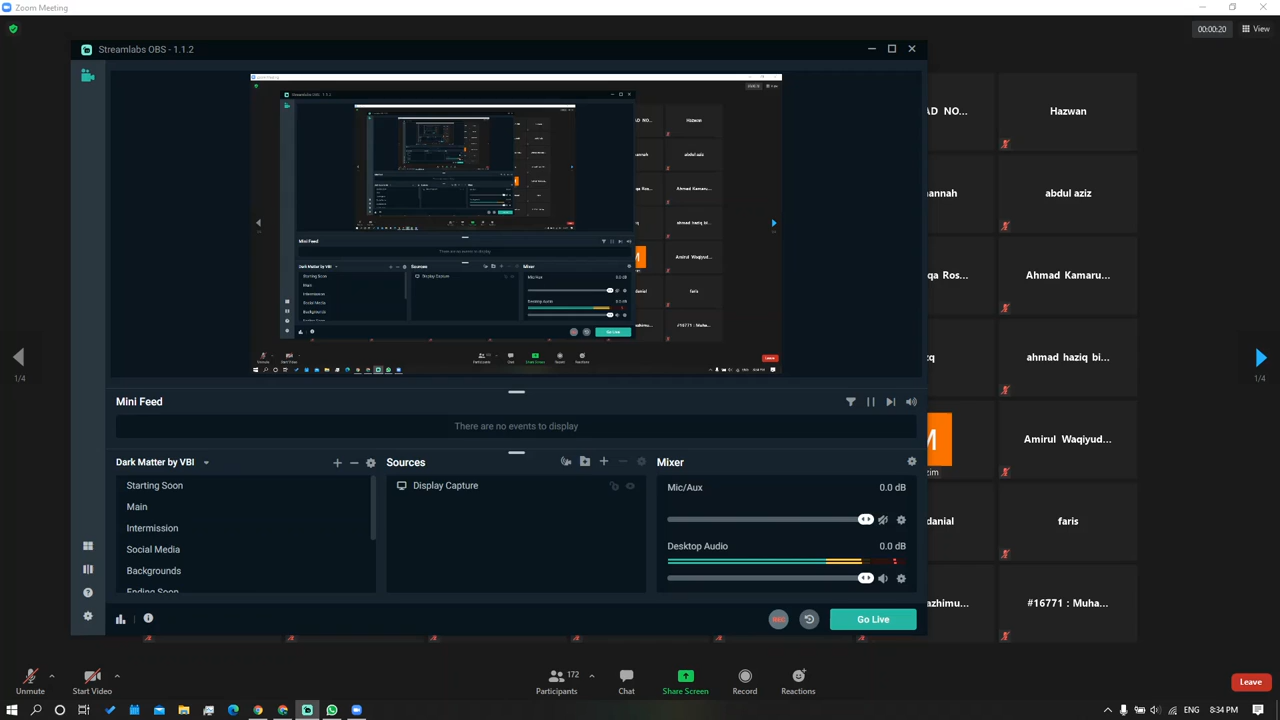 Zoom Meeting
00:00:20
View
Streamlabs OBS - 1.1.2
Hazwan
abdul aziz
Ahmad Kamaru...
ahmad haziq bi...
Amirul Waqiyud...
faris
#16771 : Muha...
AD NO...
annah
qa Ros...
zim
danial
azhimu...
1/4
1/4
Mini Feed
There are no events to display
Dark Matter by VBI
Starting Soon
Main
Intermission
Social Media
Backgrounds
Ending Soon
Sources
Display Capture
Mixer
Mic/Aux
0.0 dB
Desktop Audio
0.0 dB
REC
Go Live
Unmute
Start Video
172
Participants
Chat
Share Screen
Record
Reactions
Leave
ENG
8:34 PM